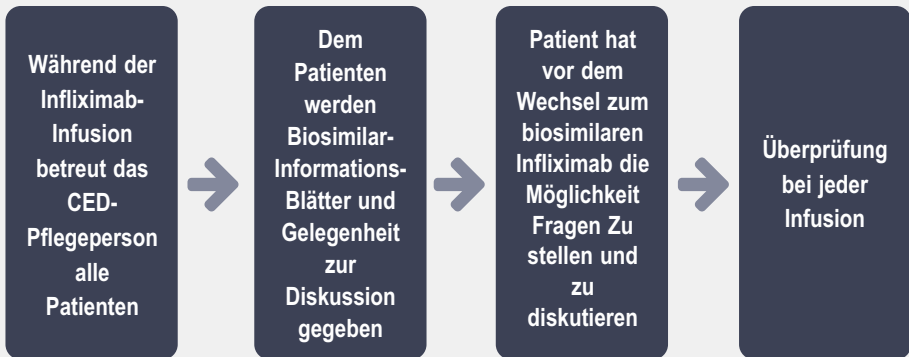 Während der
Infliximab-
Infusion
betreut das
CED-
Pflegeperson
alle
Patienten
Dem
Patienten
werden
Biosimilar-
Informations-
Blätter und
Gelegenheit
zur
Diskussion
gegeben
Patient hat
vor dem
Wechsel zum
biosimilaren
Infliximab die
Möglichkeit
Fragen Zu
stellen und
zu
diskutieren
Überprüfung
bei jeder
Infusion